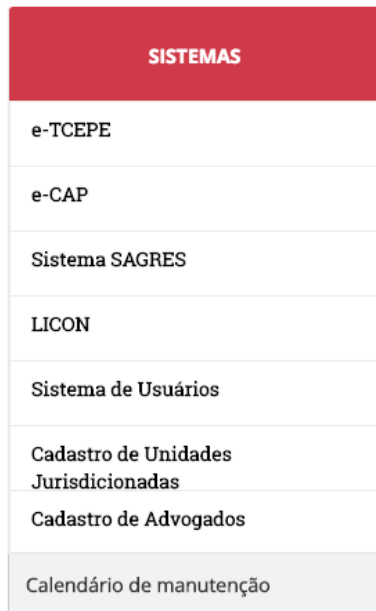 SISTEMAS
e-TCEPE
e-CAP
Sistema SAGRES
LICON
Sistema de Usuários
Cadastro de Unidades
Jurisdicionadas
Cadastro de Advogados
Calendário de manutenção